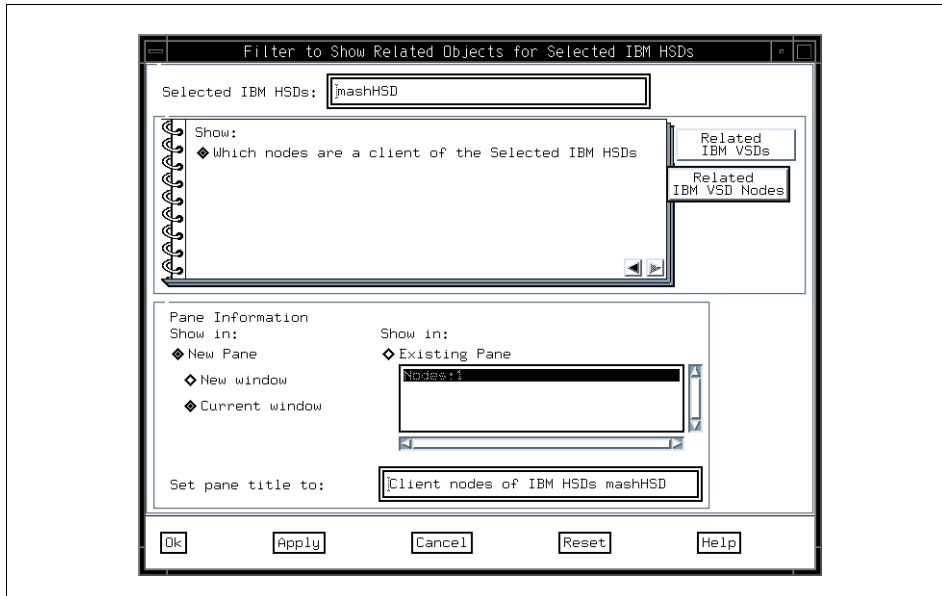 Filter to Show Related Objects for Selected IBM HSDs
Selected IBM HSDs: mashHSD
Show:
Which nodes are a client of the Selected IBM HSDs
Related
IBM VSDs
Related
IBM VSD Nodes
Pane Information
Show in:
New Pane
New window
Current window
Show in:
Existing Pane
Nodes:1
Set pane title to: Client nodes of IBM HSDs mashHSD
Ok Apply Cancel Reset Help